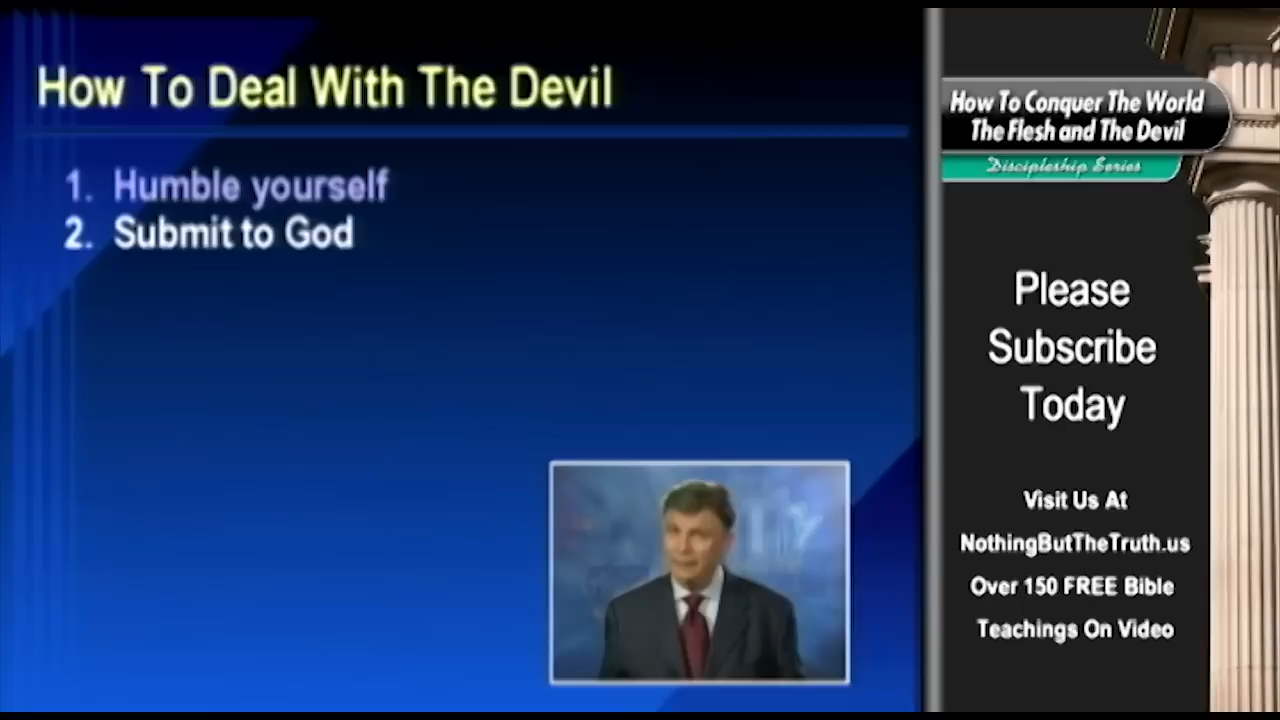 How To Deal With The Devil
1. Humble yourself
2. Submit to God
How To Conquer The World
The Flesh and The Devil
Discipleship Series
Please
Subscribe
Today
Visit Us At
NothingButTheTruth.us
Over 150 FREE Bible
Teachings On Video